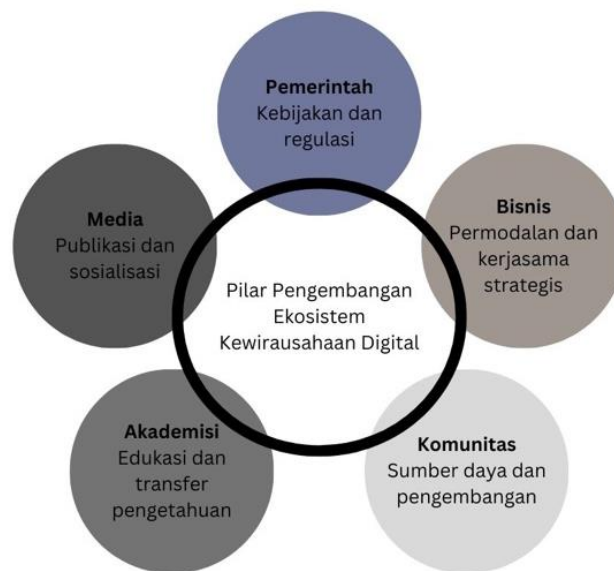 Pemerintah
Kebijakan dan
regulasi
Media
Publikasi dan
sosialisasi
Bisnis
Permodalan dan
kerjasama
strategis
Pilar Pengembangan
Ekosistem
Kewirausahaan Digital
Akademisi
Edukasi dan
transfer
pengetahuan
Komunitas
Sumber daya dan
pengembangan